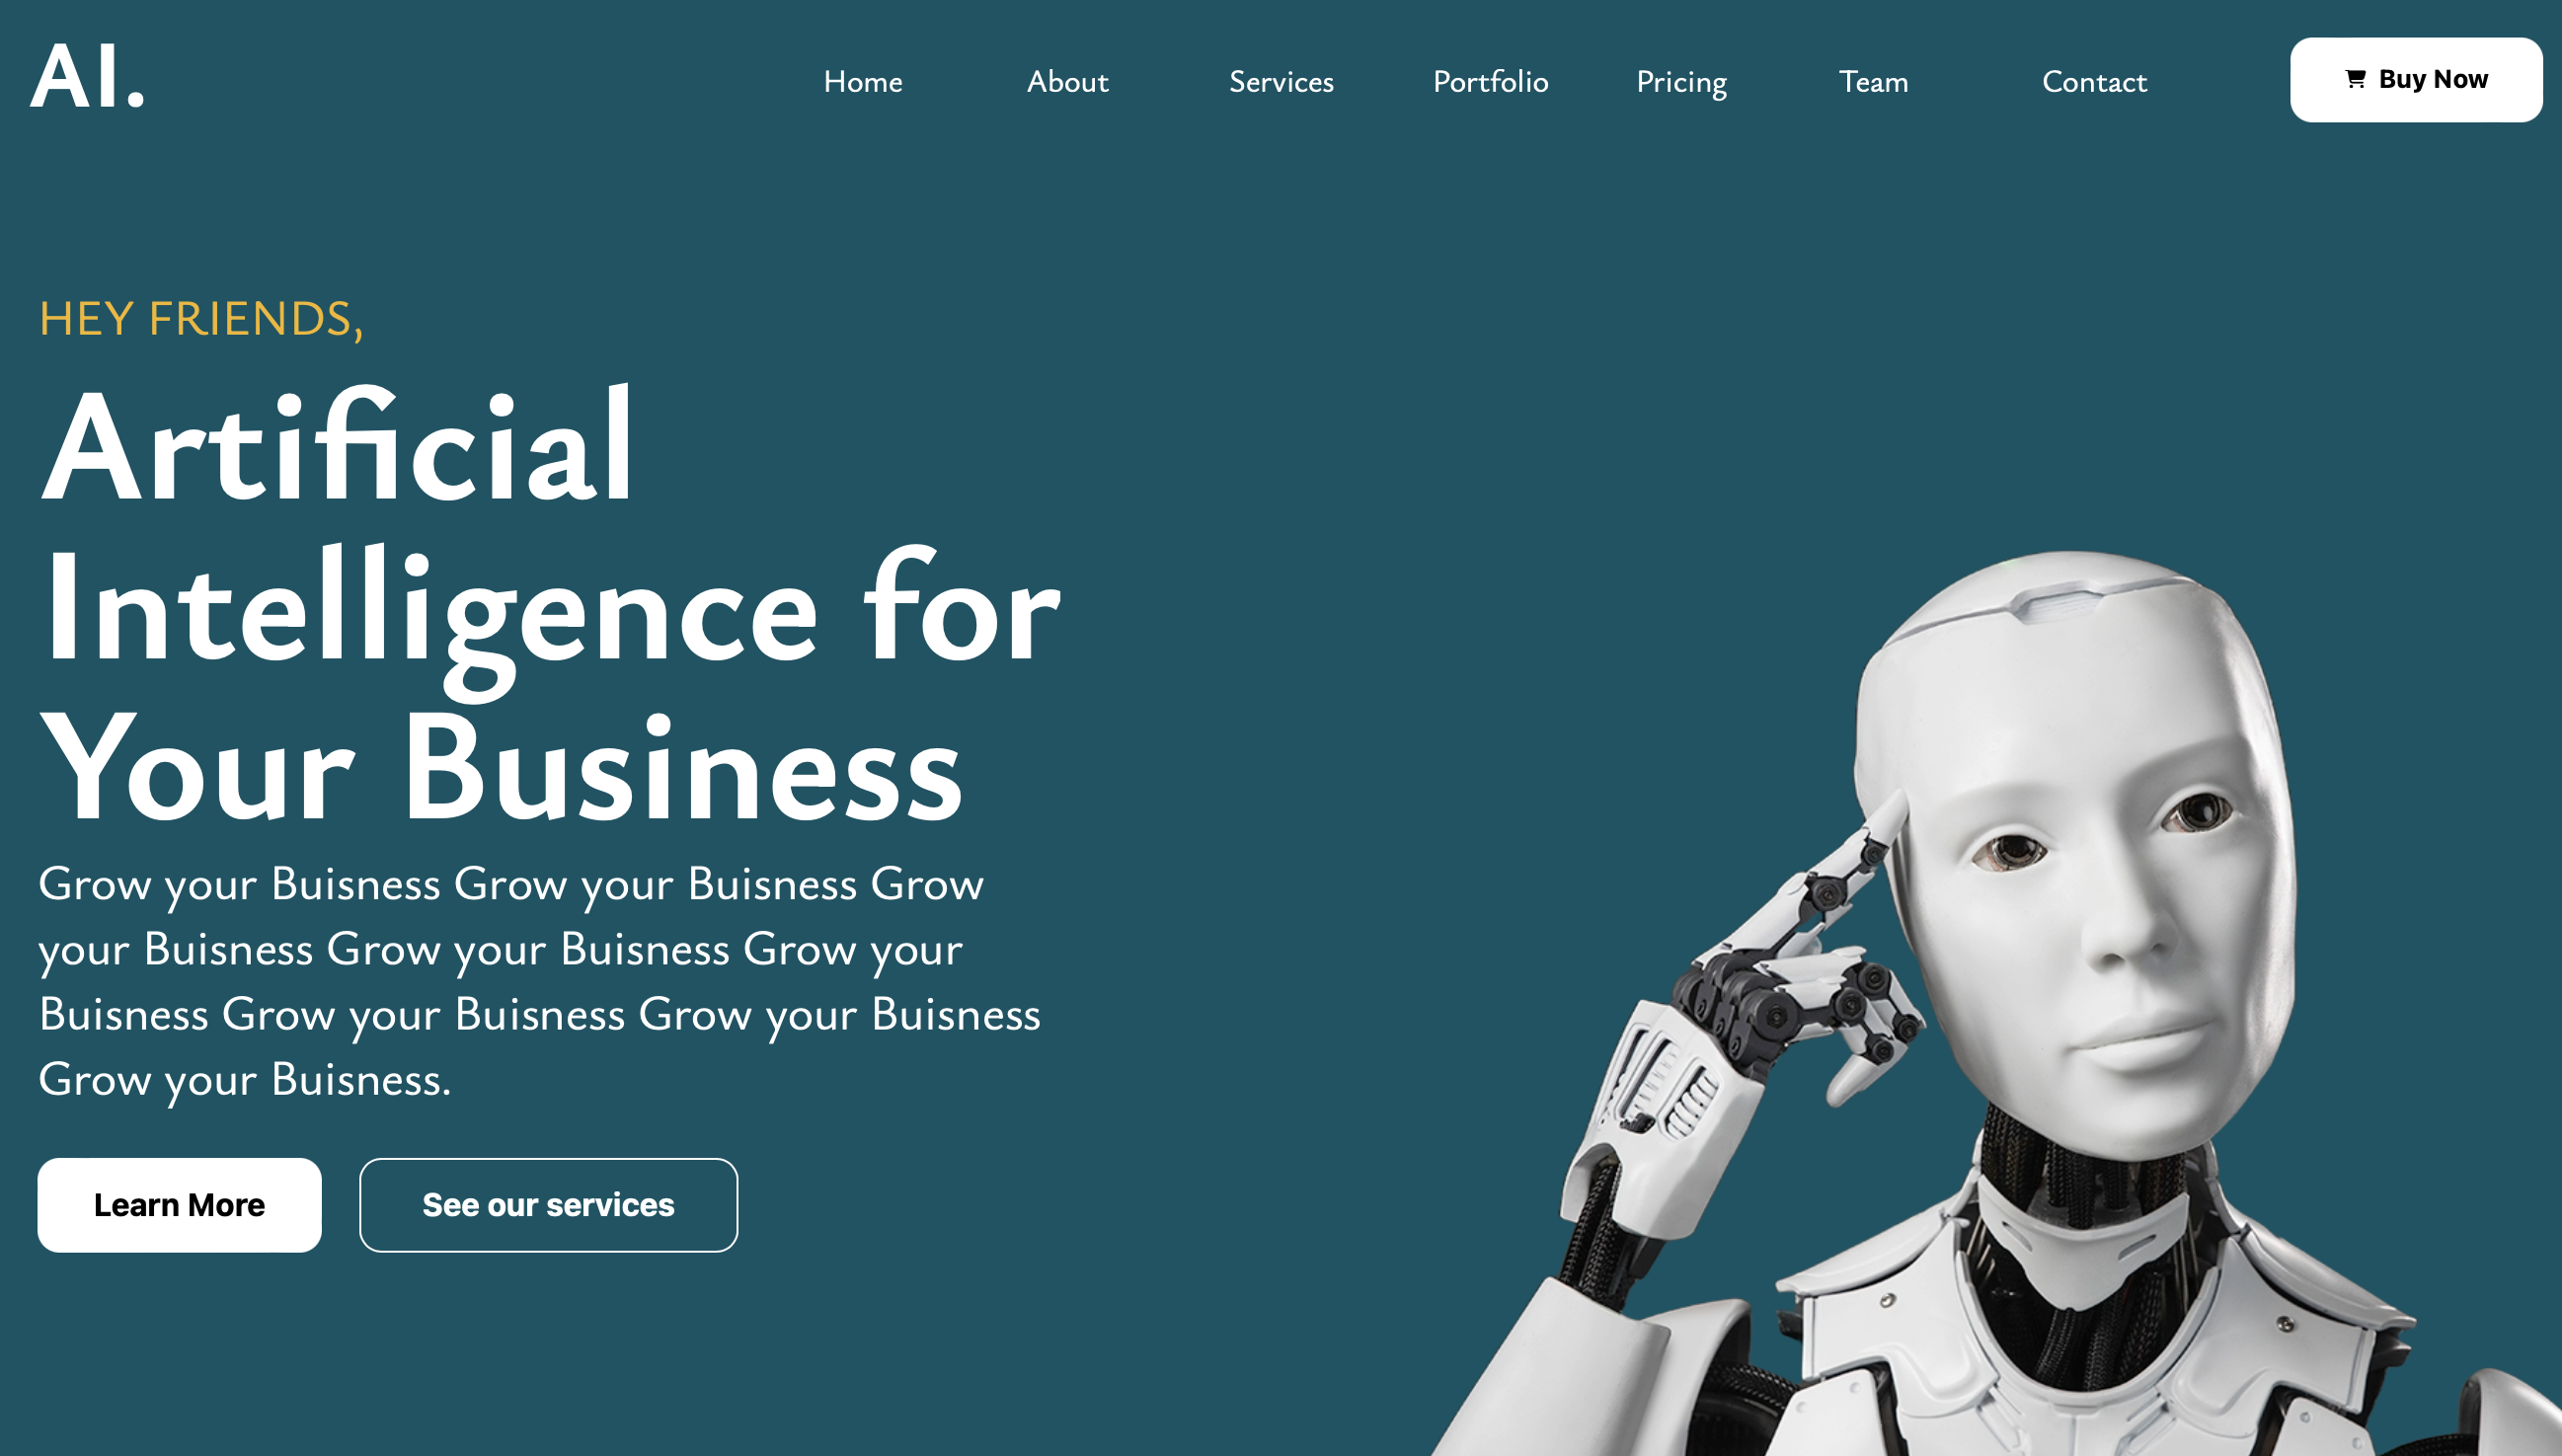 AI.
Home About Services Portfolio Pricing Team Contact Buy Now
HEY FRIENDS,
Artificial
Intelligence for
Your Business
Grow your Buisness Grow your Buisness Grow
your Buisness Grow your Buisness Grow your
Buisness Grow your Buisness Grow your Buisness
Grow your Buisness.
Learn More See our services